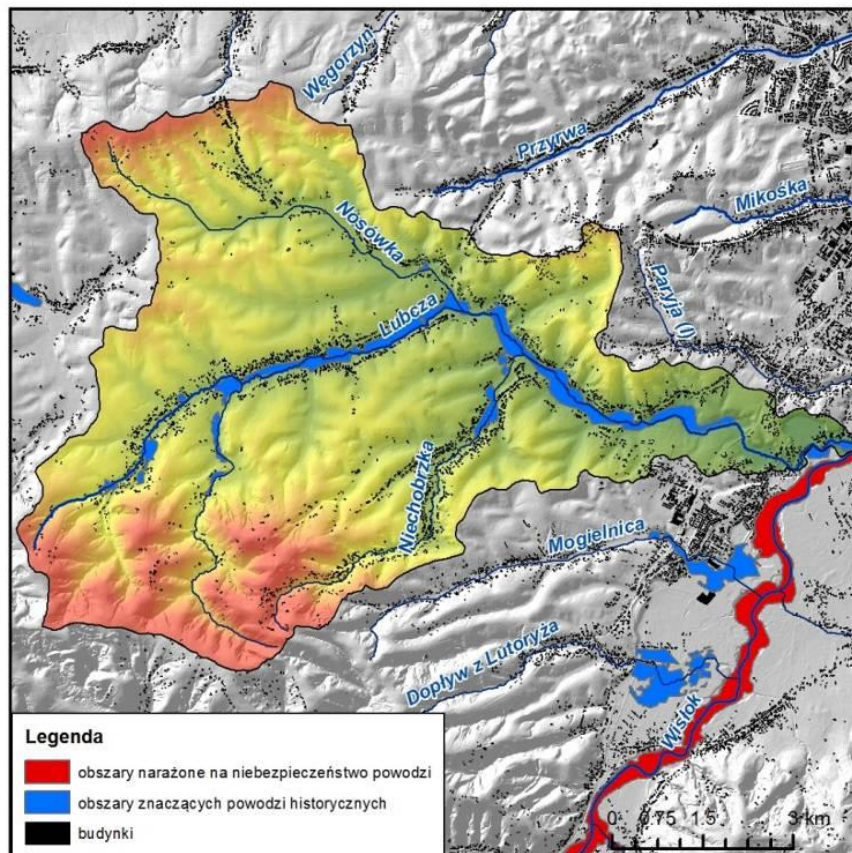 Węgorzyn
Przyrwa
Mikośka
Nosówka
Paryja (I)
Lubcza
Niechobrzka
Mogielnica
Dopływ z Lutoryża
Wisłok
Legenda
obszary narażone na niebezpieczeństwo powodzi
obszary znaczących powodzi historycznych
budynki
0 0,75 1,5 3 km